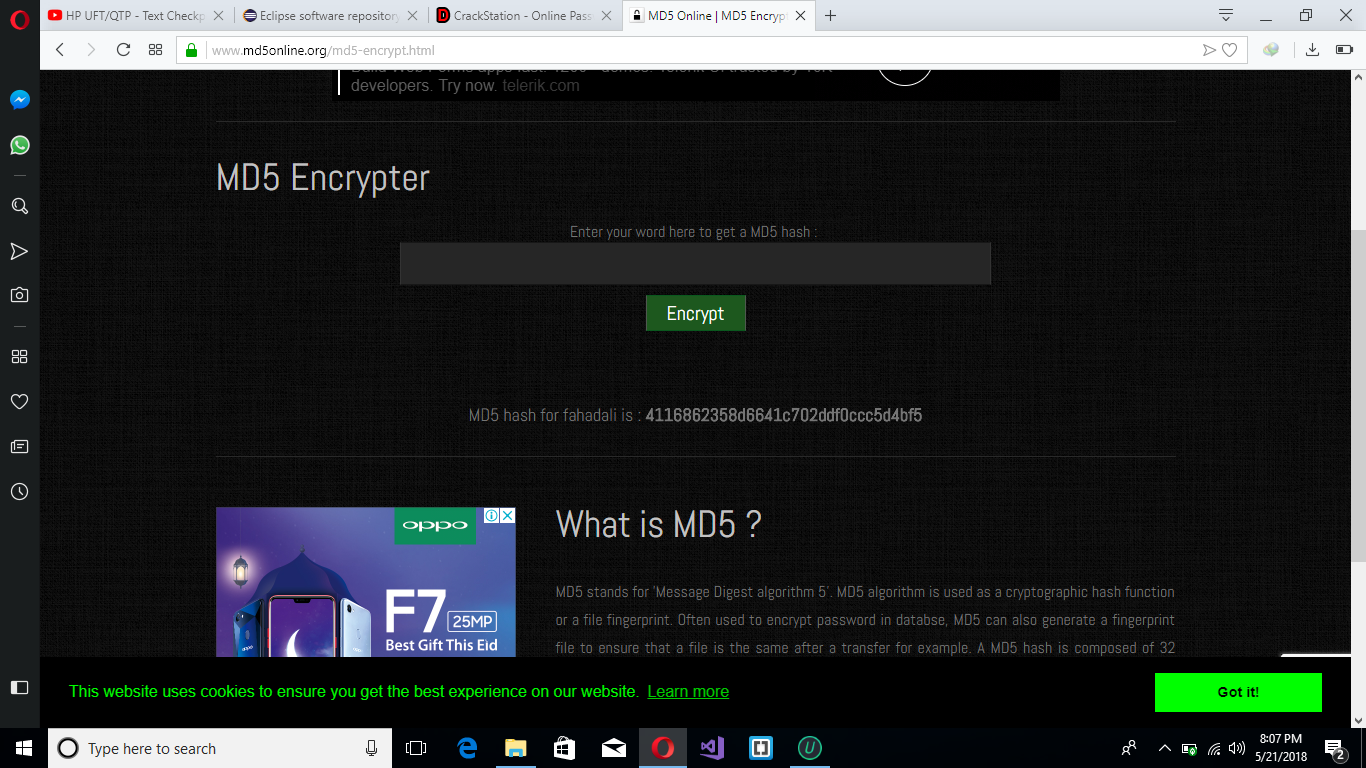 HP UFT/QTP - Text Checkp
Eclipse software repository
CrackStation - Online Pass
MD5 Online | MD5 Encrypt
www.md5online.org/md5-encrypt.html
developers. Try now. telerik.com
MD5 Encrypter
Enter your word here to get a MD5 hash :
Encrypt
MD5 hash for fahadali is : 4116862358d6641c702ddf0ccc5d4bf5
oppo
F7 25MP
Best Gift This Eid
What is MD5 ?
MD5 stands for 'Message Digest algorithm 5'. MD5 algorithm is used as a cryptographic hash function
or a file fingerprint. Often used to encrypt password in databse, MD5 can also generate a fingerprint
file to ensure that a file is the same after a transfer for example. A MD5 hash is composed of 32
This website uses cookies to ensure you get the best experience on our website. Learn more
Got it!
Type here to search
8:07 PM
5/21/2018
2